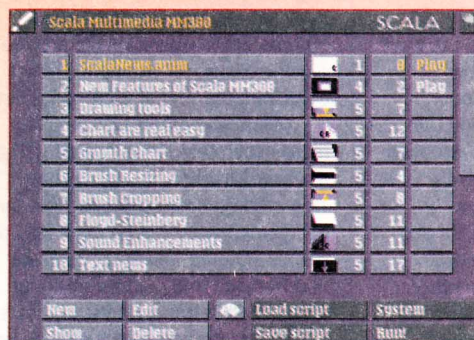 Scala Multimedia MM300 SCALA
1 ScalaNews.anim 1 0 Play
2 New Features of Scala MM300 4 2 Play
3 Drawing tools 5 7
4 Chart are real easy 5 12
5 Growth Chart 5 7
6 Brush Resizing 5 4
7 Brush Cropping 5 8
8 Floyd-Steinberg 5 11
9 Sound Enhancements 5 11
10 Text news 5 17
New Edit Load script System
Show Delete Save script Run!